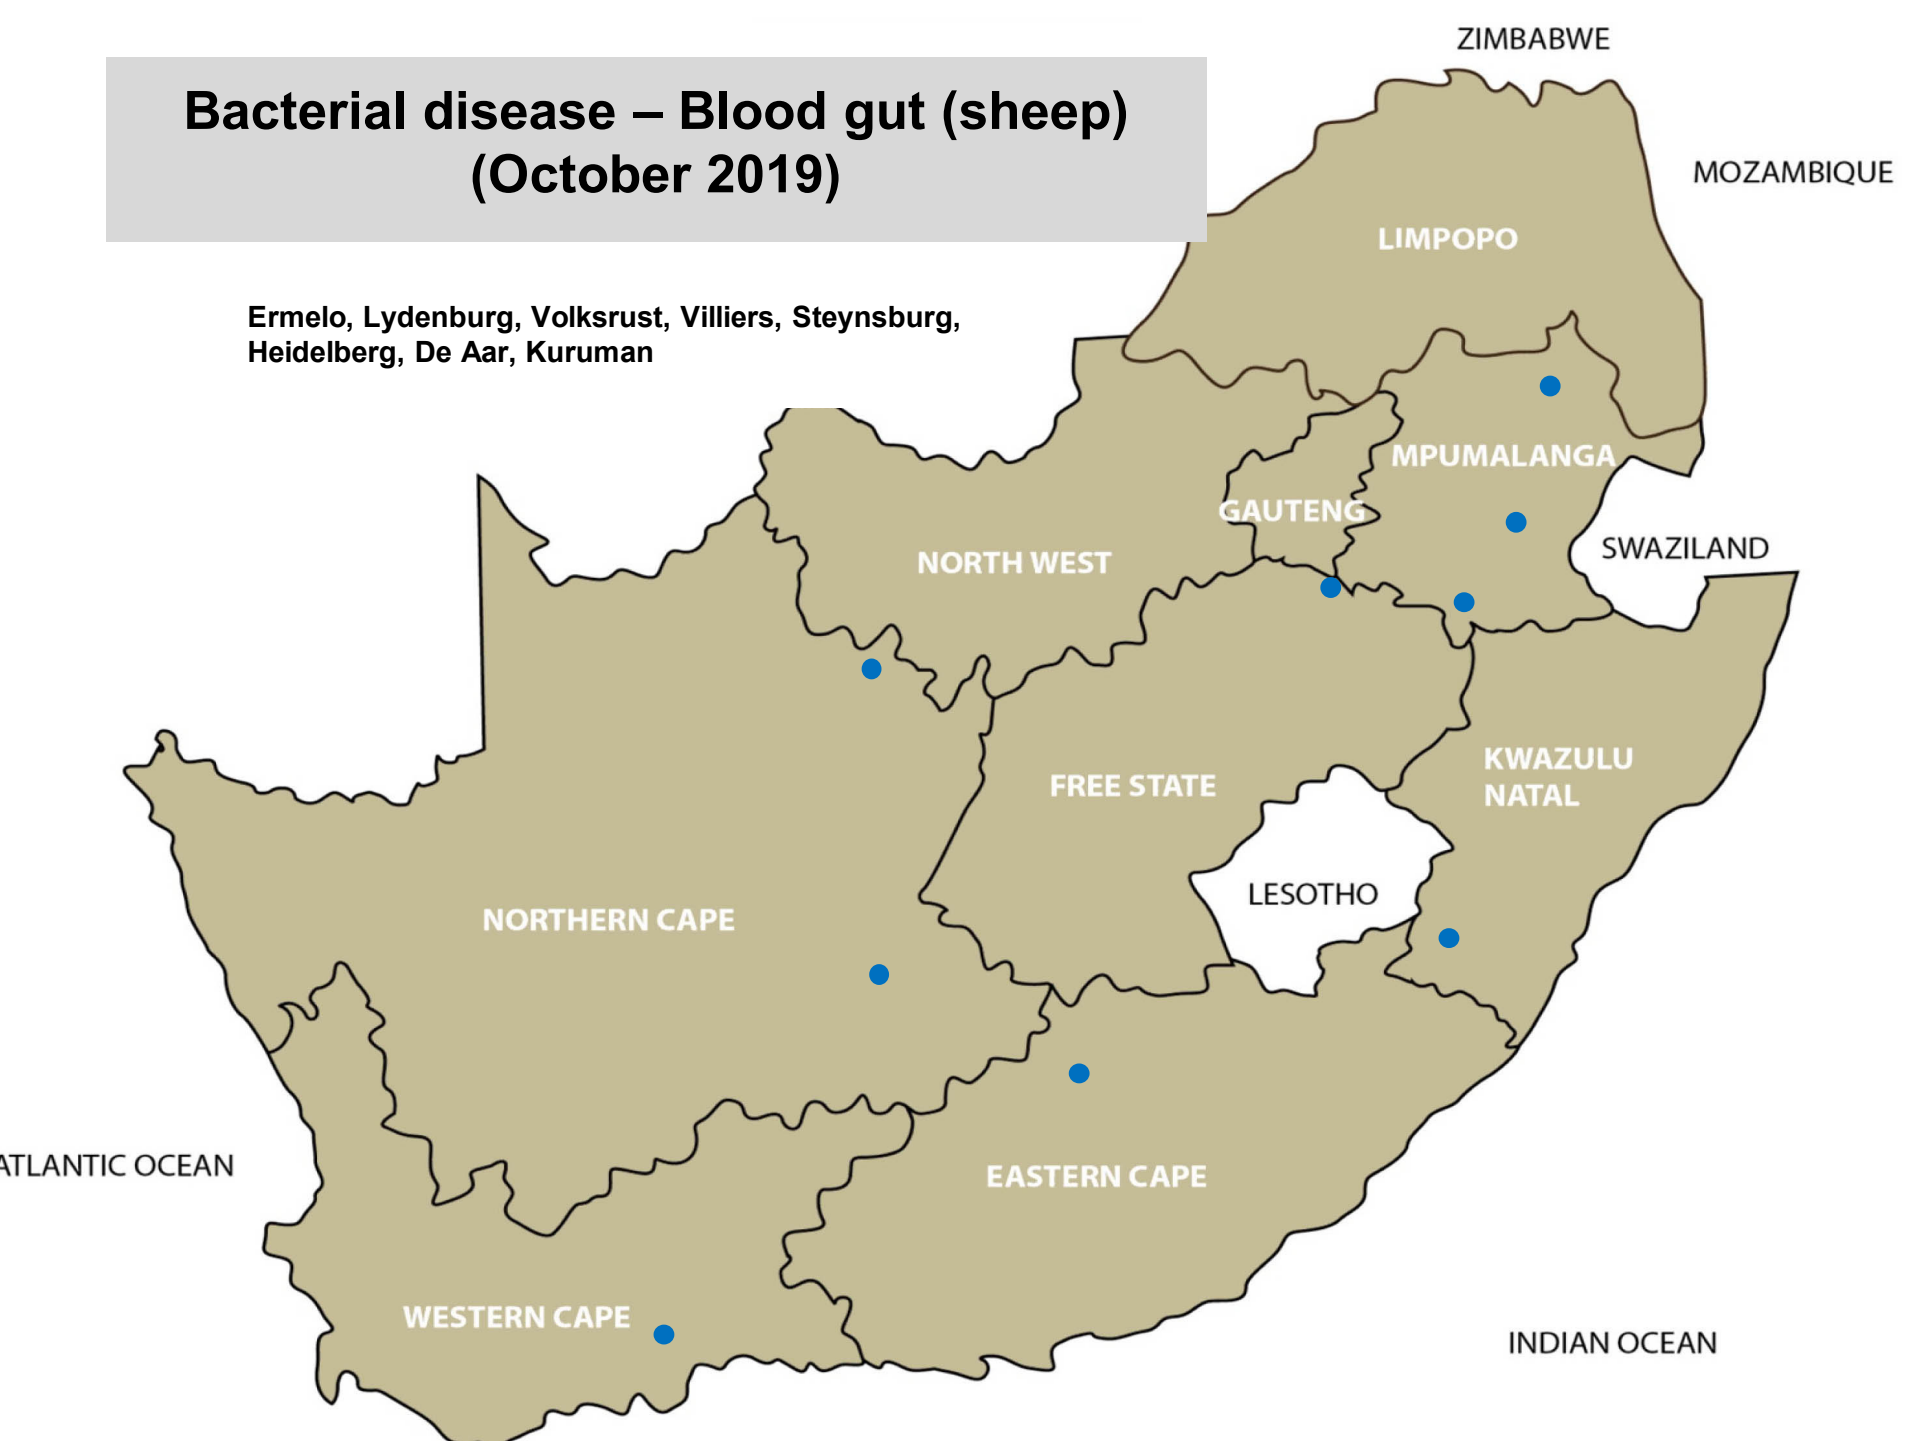 ZIMBABWE
Bacterial disease – Blood gut (sheep)
(October 2019)
MOZAMBIQUE
LIMPOPO
Ermelo, Lydenburg, Volksrust, Villiers, Steynsburg,
Heidelberg, De Aar, Kuruman
MPUMALANGA
GAUTENG
SWAZILAND
NORTH WEST
KWAZULU
NATAL
FREE STATE
LESOTHO
NORTHERN CAPE
ATLANTIC OCEAN
EASTERN CAPE
WESTERN CAPE
INDIAN OCEAN